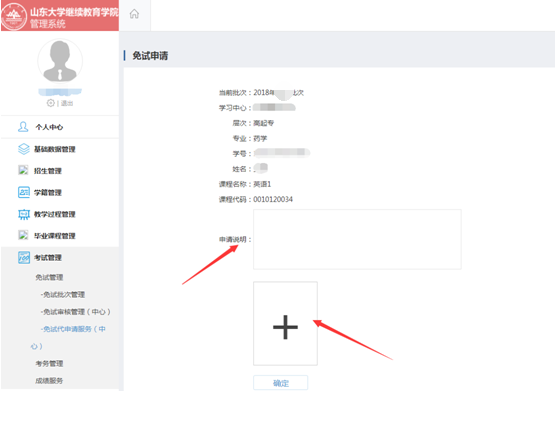 山东大学继续教育学院
管理系统
退出
个人中心
基础数据管理
招生管理
学籍管理
教学过程管理
毕业课程管理
考试管理
免试管理
-免试批次管理
-免试审核管理（中心）
-免试代申请服务（中
心）
考务管理
成绩服务
免试申请
当前批次：2018年 批次
学习中心：
层次：高起专
专业：药学
学号：
姓名：
课程名称：英语1
课程代码：0010120034
申请说明：
确定